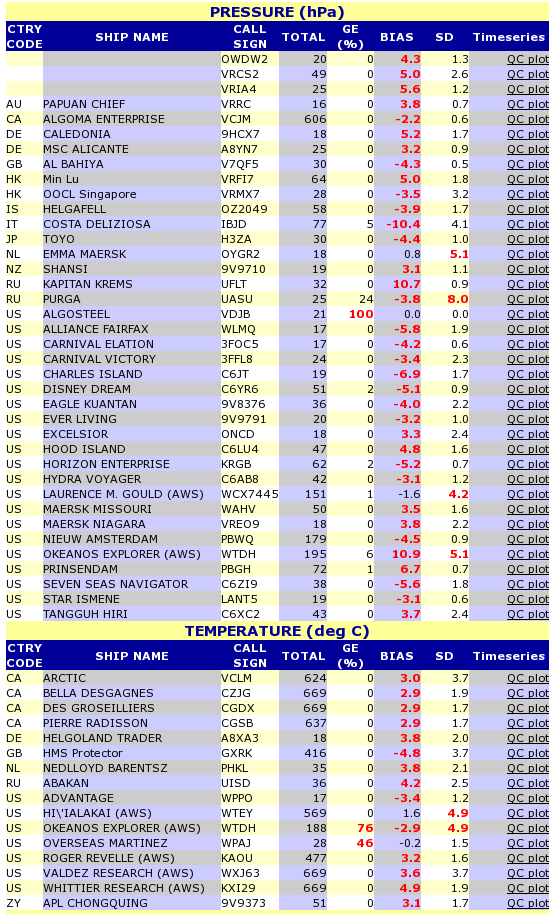 PRESSURE (hPa)
CTRY CODE SHIP NAME CALL SIGN TOTAL GE (%) BIAS SD Timeseries
OWDW2 20 0 4.3 1.3 QC plot
VRCS2 49 0 5.0 2.6 QC plot
VRIA4 25 0 5.6 1.2 QC plot
AU PAPUAN CHIEF VRRC 16 0 3.8 0.7 QC plot
CA ALGOMA ENTERPRISE VCJM 606 0 -2.2 0.6 QC plot
DE CALEDONIA 9HCX7 18 0 5.2 1.7 QC plot
DE MSC ALICANTE A8YN7 25 0 3.2 0.9 QC plot
GB AL BAHIYA V7QF5 30 0 -4.3 0.5 QC plot
HK Min Lu VRFI7 64 0 5.0 1.8 QC plot
HK OOCL Singapore VRMX7 28 0 -3.5 3.2 QC plot
IS HELGAFELL OZ2049 58 0 -3.9 1.7 QC plot
IT COSTA DELIZIOSA IBJD 77 5 -10.4 4.1 QC plot
JP TOYO H3ZA 30 0 -4.4 1.0 QC plot
NL EMMA MAERSK OYGR2 18 0 0.8 5.1 QC plot
NZ SHANSI 9V9710 19 0 3.1 1.1 QC plot
RU KAPITAN KREMS UFLT 32 0 10.7 0.9 QC plot
RU PURGA UASU 25 24 -3.8 8.0 QC plot
US ALGOSTEEL VDJB 21 100 0.0 0.0 QC plot
US ALLIANCE FAIRFAX WLMQ 17 0 -5.8 1.9 QC plot
US CARNIVAL ELATION 3FOC5 17 0 -4.2 0.6 QC plot
US CARNIVAL VICTORY 3FFL8 24 0 -3.4 2.3 QC plot
US CHARLES ISLAND C6JT 19 0 -6.9 1.7 QC plot
US DISNEY DREAM C6YR6 51 2 -5.1 0.9 QC plot
US EAGLE KUANTAN 9V8376 36 0 -4.0 2.2 QC plot
US EVER LIVING 9V9791 20 0 -3.2 1.0 QC plot
US EXCELSIOR ONCD 18 0 3.3 2.4 QC plot
US HOOD ISLAND C6LU4 47 0 4.8 1.6 QC plot
US HORIZON ENTERPRISE KRGB 62 2 -5.2 0.7 QC plot
US HYDRA VOYAGER C6AB8 42 0 -3.1 1.2 QC plot
US LAURENCE M. GOULD (AWS) WCX7445 151 1 -1.6 4.2 QC plot
US MAERSK MISSOURI WAHV 50 0 3.5 1.6 QC plot
US MAERSK NIAGARA VREO9 18 0 3.8 2.2 QC plot
US NIEUW AMSTERDAM PBWQ 179 0 -4.5 0.9 QC plot
US OKEANOS EXPLORER (AWS) WTDH 195 6 10.9 5.1 QC plot
US PRINSENDAM PBGH 72 1 6.7 0.7 QC plot
US SEVEN SEAS NAVIGATOR C6ZI9 38 0 -5.6 1.8 QC plot
US STAR ISMENE LANT5 19 0 -3.1 0.6 QC plot
US TANGGUH HIRI C6XC2 43 0 3.7 2.4 QC plot
TEMPERATURE (deg C)
CTRY CODE SHIP NAME CALL SIGN TOTAL GE (%) BIAS SD Timeseries
CA ARCTIC VCLM 624 0 3.0 3.7 QC plot
CA BELLA DESGAGNES CZJG 669 0 2.9 1.9 QC plot
CA DES GROSEILLIERS CGDX 669 0 2.9 1.7 QC plot
CA PIERRE RADISSON CGSB 637 0 2.9 1.7 QC plot
DE HELGOLAND TRADER A8XA3 18 0 3.8 2.0 QC plot
GB HMS Protector GXRK 416 0 -4.8 3.7 QC plot
NL NEDLLOYD BARENTSZ PHKL 35 0 3.8 2.1 QC plot
RU ABAKAN UISD 36 0 4.2 2.5 QC plot
US ADVANTAGE WPPO 17 0 -3.4 1.2 QC plot
US HI\'IALAKAI (AWS) WTEY 569 0 1.6 4.9 QC plot
US OKEANOS EXPLORER (AWS) WTDH 188 76 -2.9 4.9 QC plot
US OVERSEAS MARTINEZ WPAJ 28 46 -0.2 1.5 QC plot
US ROGER REVELLE (AWS) KAOU 477 0 3.2 1.6 QC plot
US VALDEZ RESEARCH (AWS) WXJ63 669 0 3.6 3.7 QC plot
US WHITTIER RESEARCH (AWS) KXI29 669 0 4.9 1.9 QC plot
ZY APL CHONGQUING 9V9373 51 0 3.1 1.7 QC plot